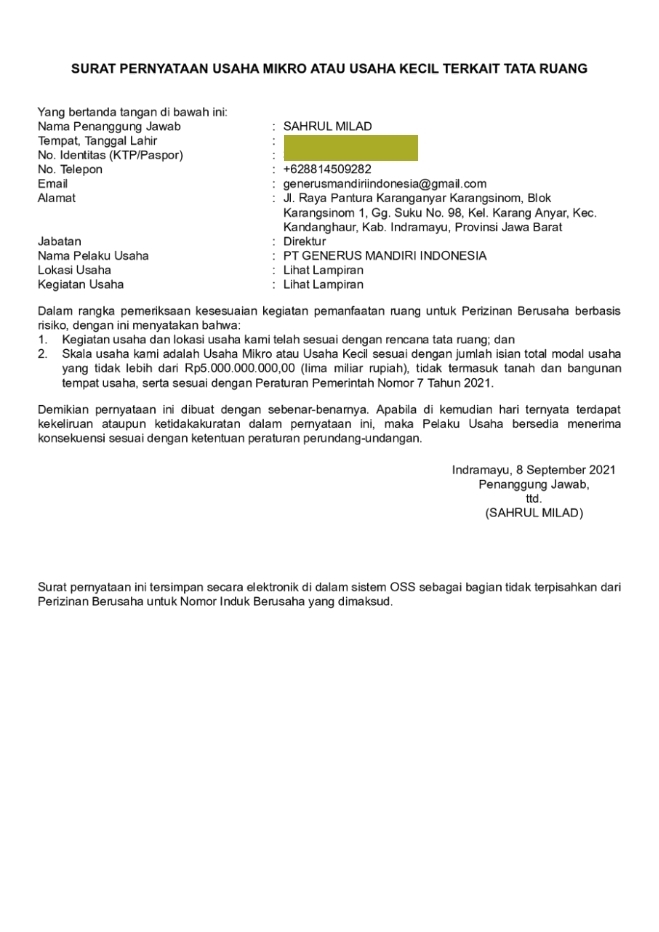 SURAT PERNYATAAN USAHA MIKRO ATAU USAHA KECIL TERKAIT TATA RUANG
Yang bertanda tangan di bawah ini:
Nama Penanggung Jawab : SAHRUL MILAD
Tempat, Tanggal Lahir :
No. Identitas (KTP/Paspor) :
No. Telepon : +628814509282
Email : generusmandiriindonesia@gmail.com
Alamat : Jl. Raya Pantura Karanganyar Karangsinom, Blok
Karangsinom 1, Gg. Suku No. 98, Kel. Karang Anyar, Kec.
Kandanghaur, Kab. Indramayu, Provinsi Jawa Barat
Jabatan : Direktur
Nama Pelaku Usaha : PT GENERUS MANDIRI INDONESIA
Lokasi Usaha : Lihat Lampiran
Kegiatan Usaha : Lihat Lampiran
Dalam rangka pemeriksaan kesesuaian kegiatan pemanfaatan ruang untuk Perizinan Berusaha berbasis
risiko, dengan ini menyatakan bahwa:
1. Kegiatan usaha dan lokasi usaha kami telah sesuai dengan rencana tata ruang; dan
2. Skala usaha kami adalah Usaha Mikro atau Usaha Kecil sesuai dengan jumlah isian total modal usaha
yang tidak lebih dari Rp5.000.000.000,00 (lima miliar rupiah), tidak termasuk tanah dan bangunan
tempat usaha, serta sesuai dengan Peraturan Pemerintah Nomor 7 Tahun 2021.
Demikian pernyataan ini dibuat dengan sebenar-benarnya. Apabila di kemudian hari ternyata terdapat
kekeliruan ataupun ketidakakuratan dalam pernyataan ini, maka Pelaku Usaha bersedia menerima
konsekuensi sesuai dengan ketentuan peraturan perundang-undangan.
Indramayu, 8 September 2021
Penanggung Jawab,
ttd.
(SAHRUL MILAD)
Surat pernyataan ini tersimpan secara elektronik di dalam sistem OSS sebagai bagian tidak terpisahkan dari
Perizinan Berusaha untuk Nomor Induk Berusaha yang dimaksud.